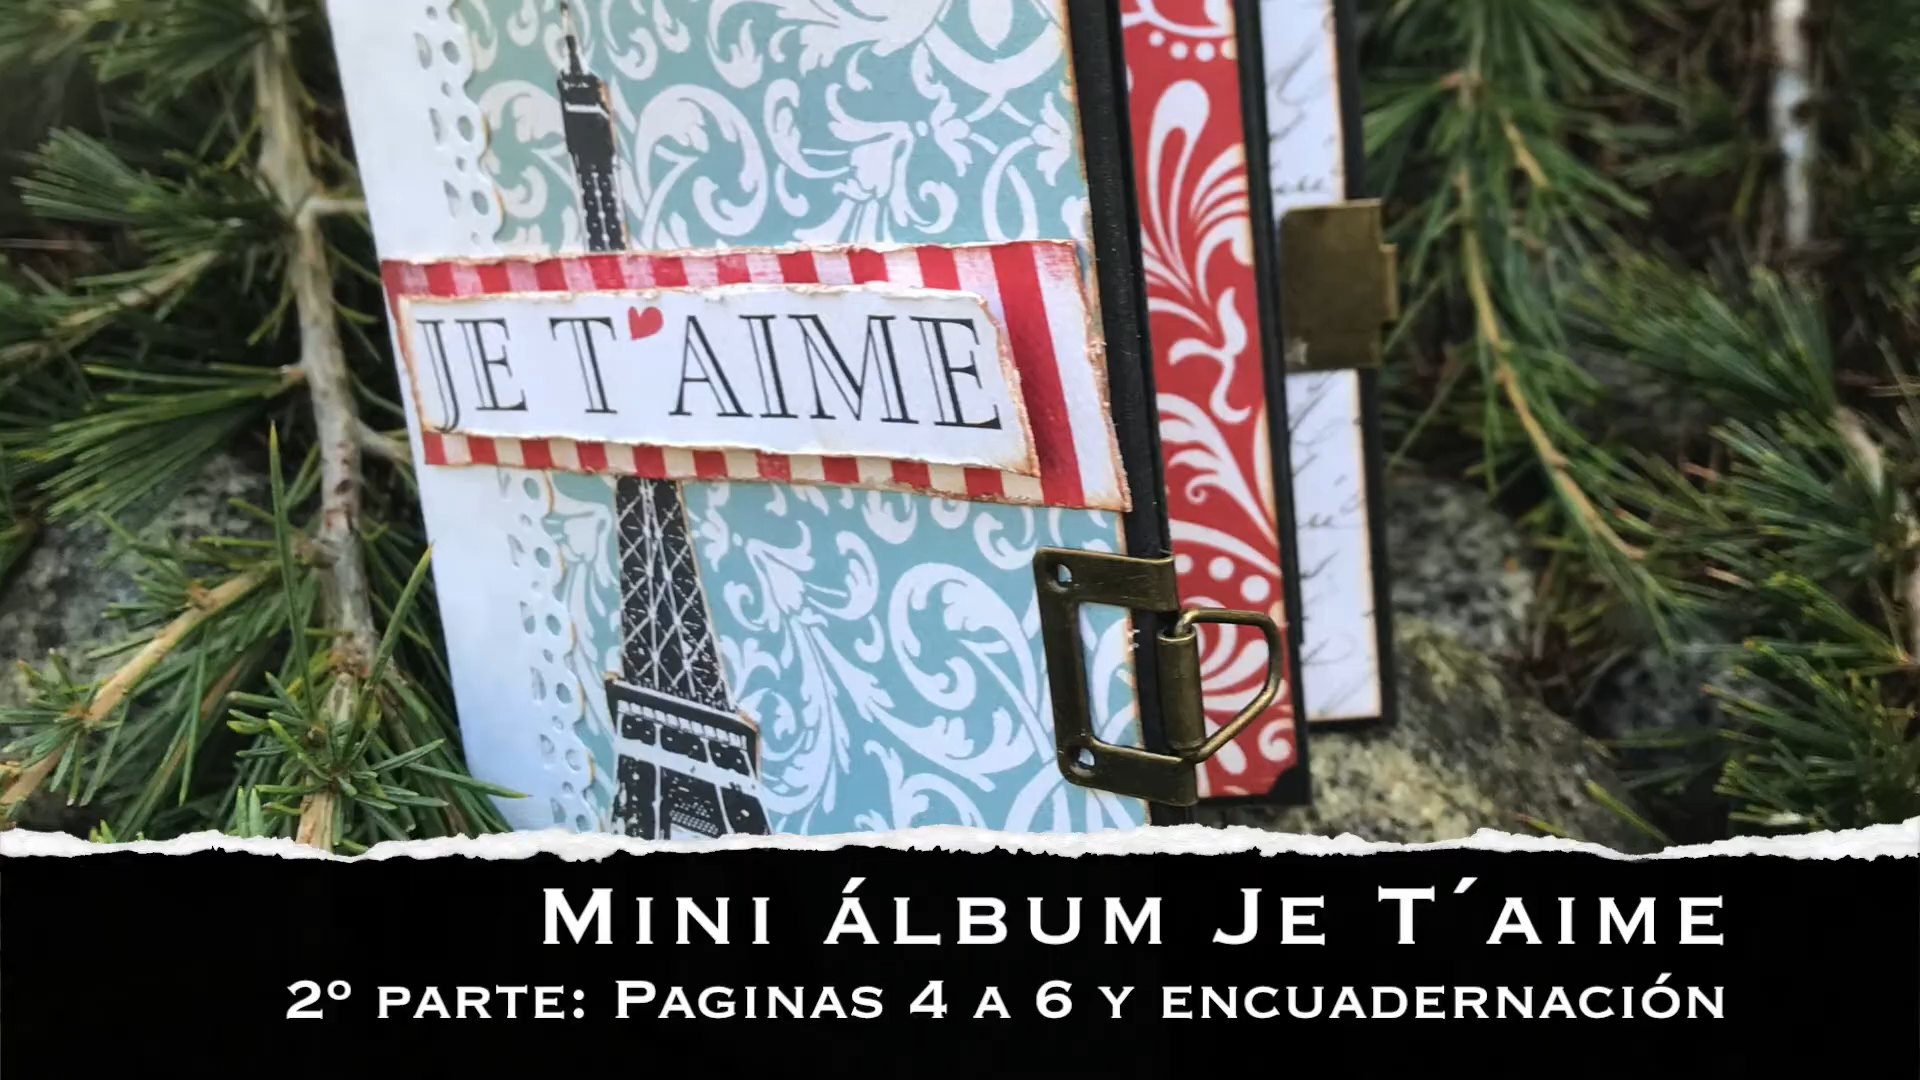 JE T'AIME
MINI ÁLBUM JE T´AIME
2º PARTE: PAGINAS 4 A 6 Y ENCUADERNACIÓN